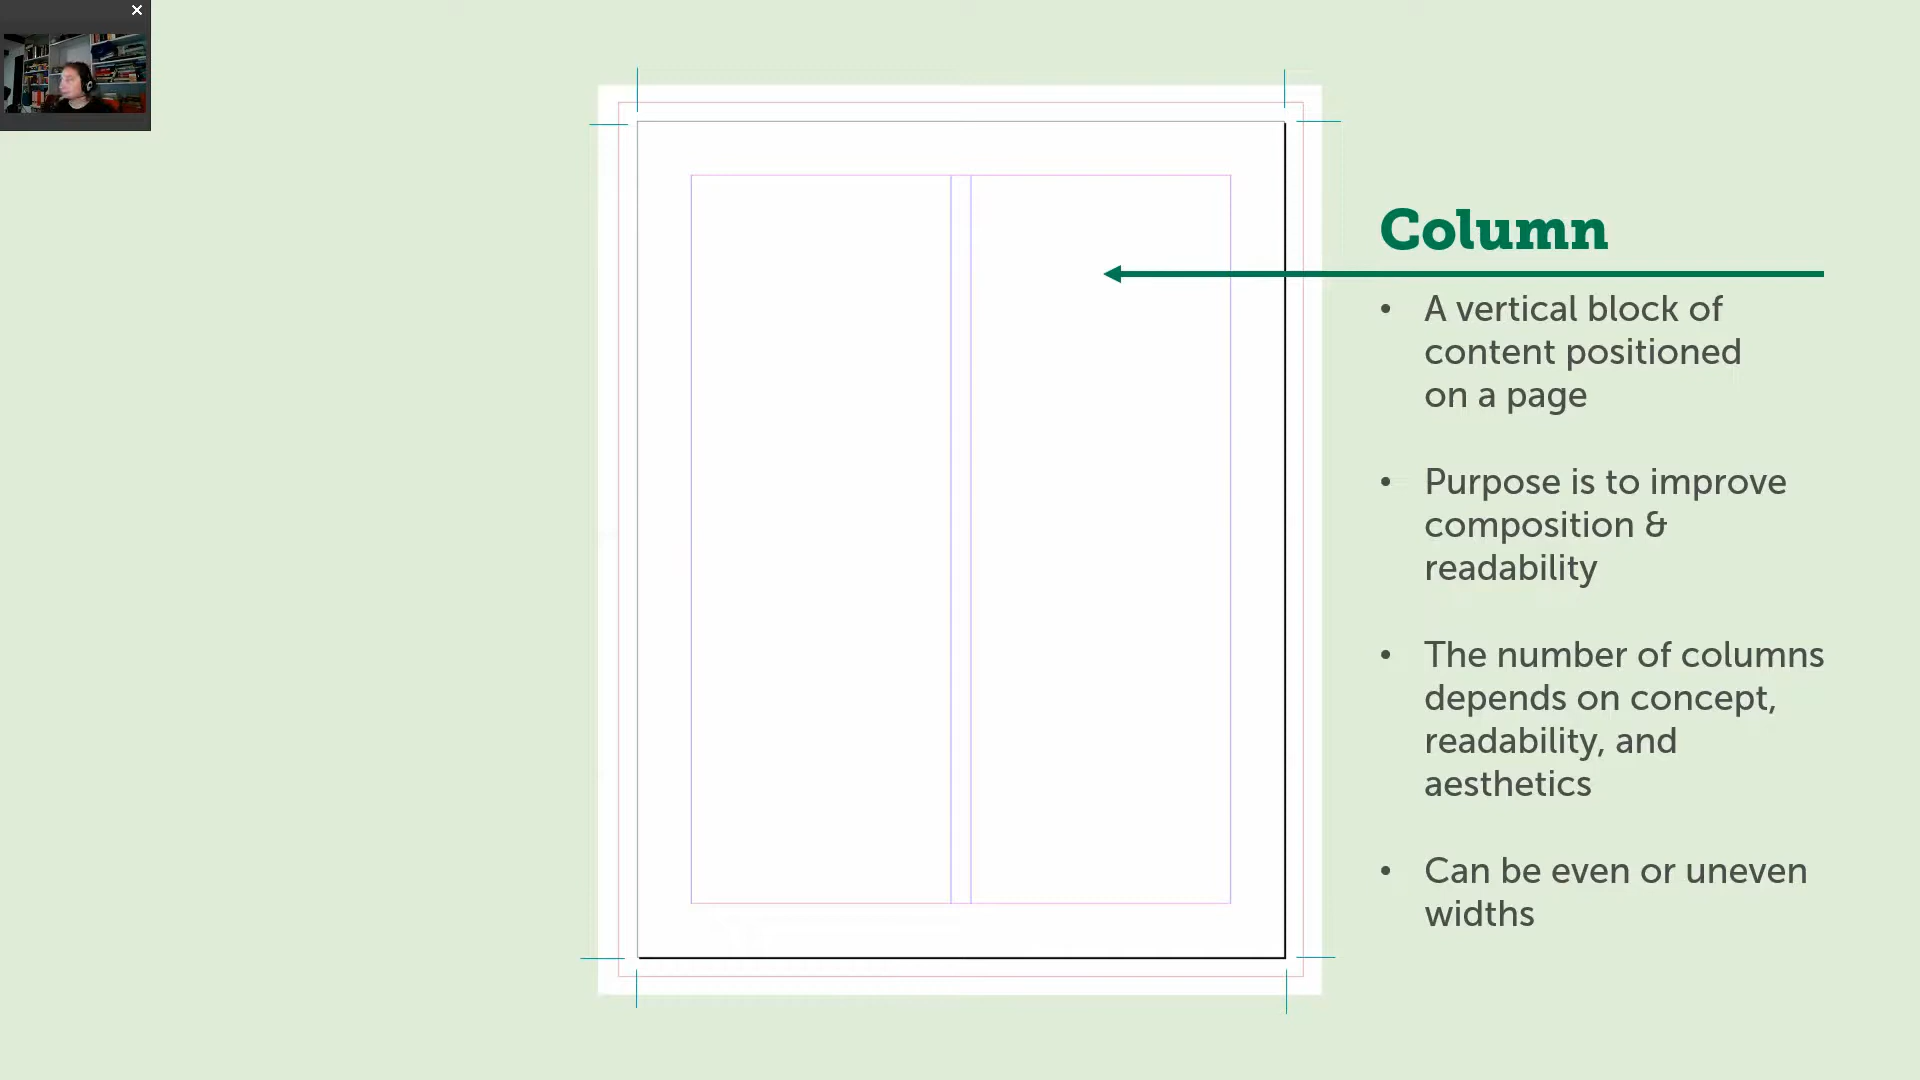 Column
• A vertical block of
content positioned
on a page
• Purpose is to improve
composition &
readability
• The number of columns
depends on concept,
readability, and
aesthetics
• Can be even or uneven
widths